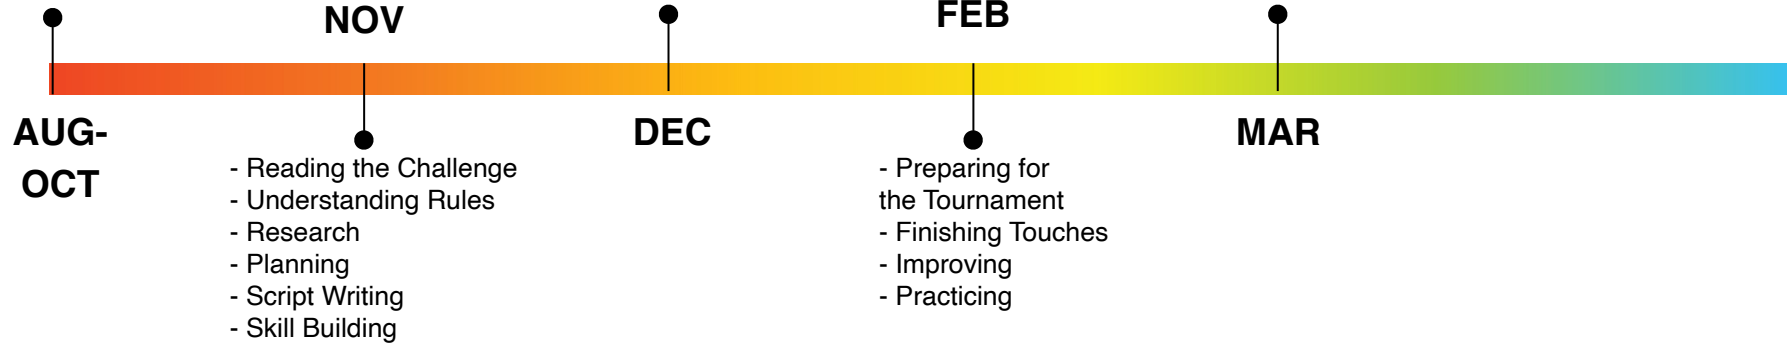 NOV
FEB
AUG-
OCT
DEC
MAR
- Reading the Challenge
- Understanding Rules
- Research
- Planning
- Script Writing
- Skill Building
- Preparing for
the Tournament
- Finishing Touches
- Improving
- Practicing